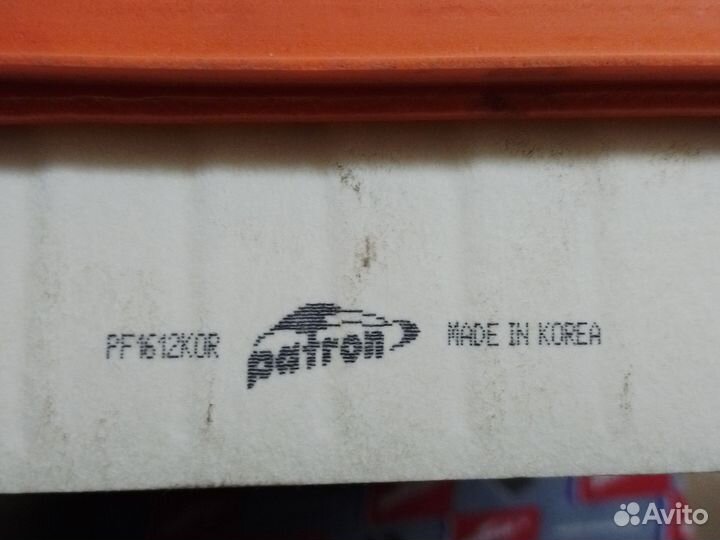 PF1612KOR patron MADE IN KOREA
Avito